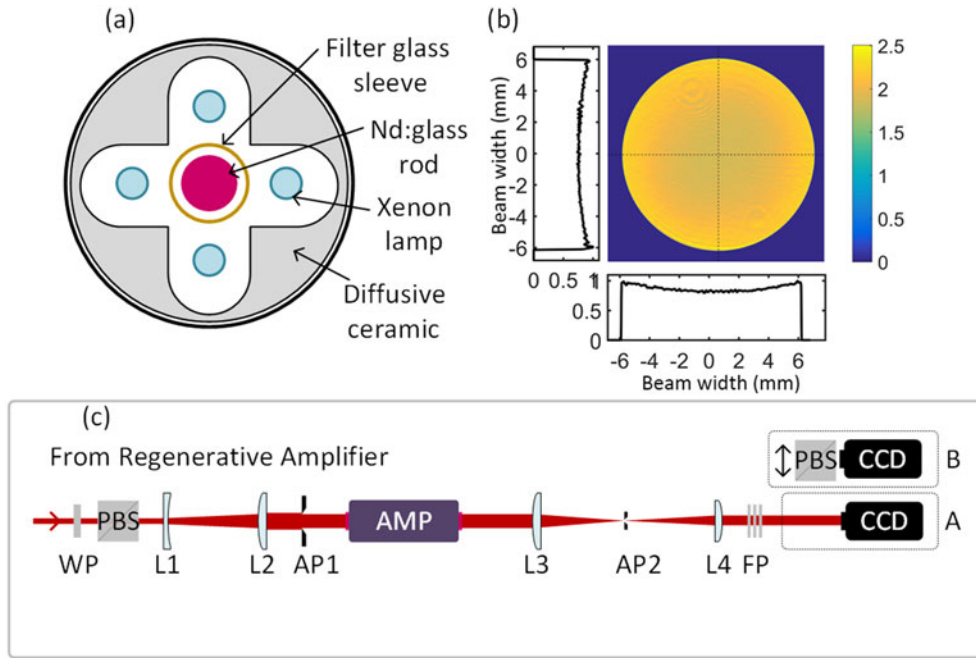 (a)
Filter glass
sleeve
Nd:glass
rod
Xenon
lamp
Diffusive
ceramic
(b)
Beam width (mm)
6
4
2
0
-2
-4
-6
0 0.5 1
2.5
2
1.5
1
0.5
0
1
0.5
0
-6 -4 -2 0 2 4 6
Beam width (mm)
(c)
From Regenerative Amplifier
PBS CCD B
PBS AMP CCD A
WP L1 L2 AP1 L3 AP2 L4 FP